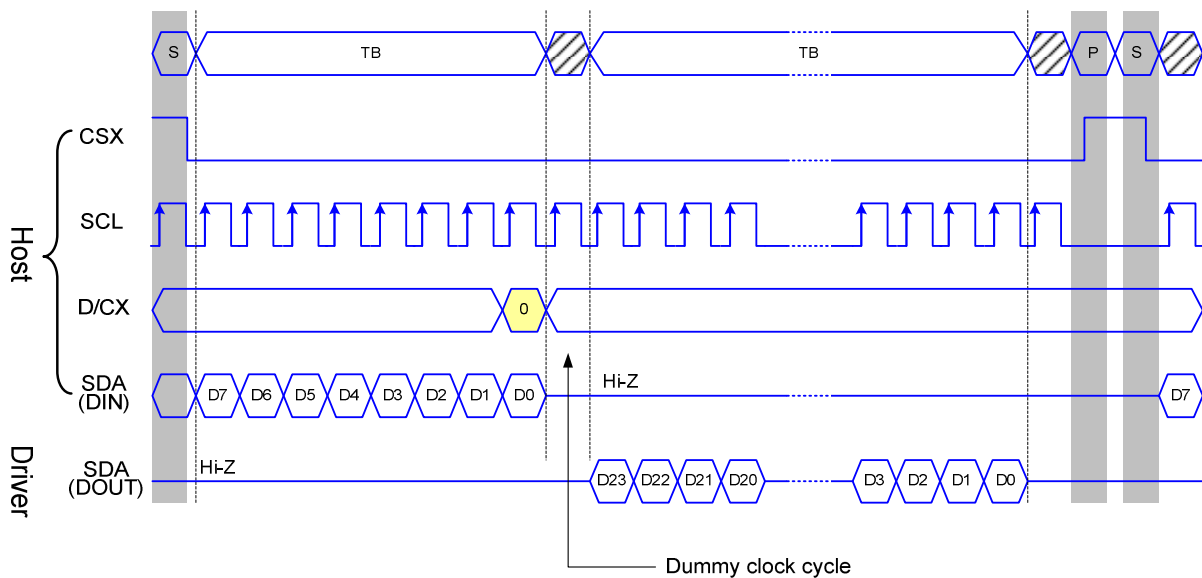 S TB TB P S
CSX
SCL
D/CX 0
SDA
(DIN) D7 D6 D5 D4 D3 D2 D1 D0 Hi-Z D7
Host
SDA
(DOUT) Hi-Z D23 D22 D21 D20 D3 D2 D1 D0
Driver
Dummy clock cycle